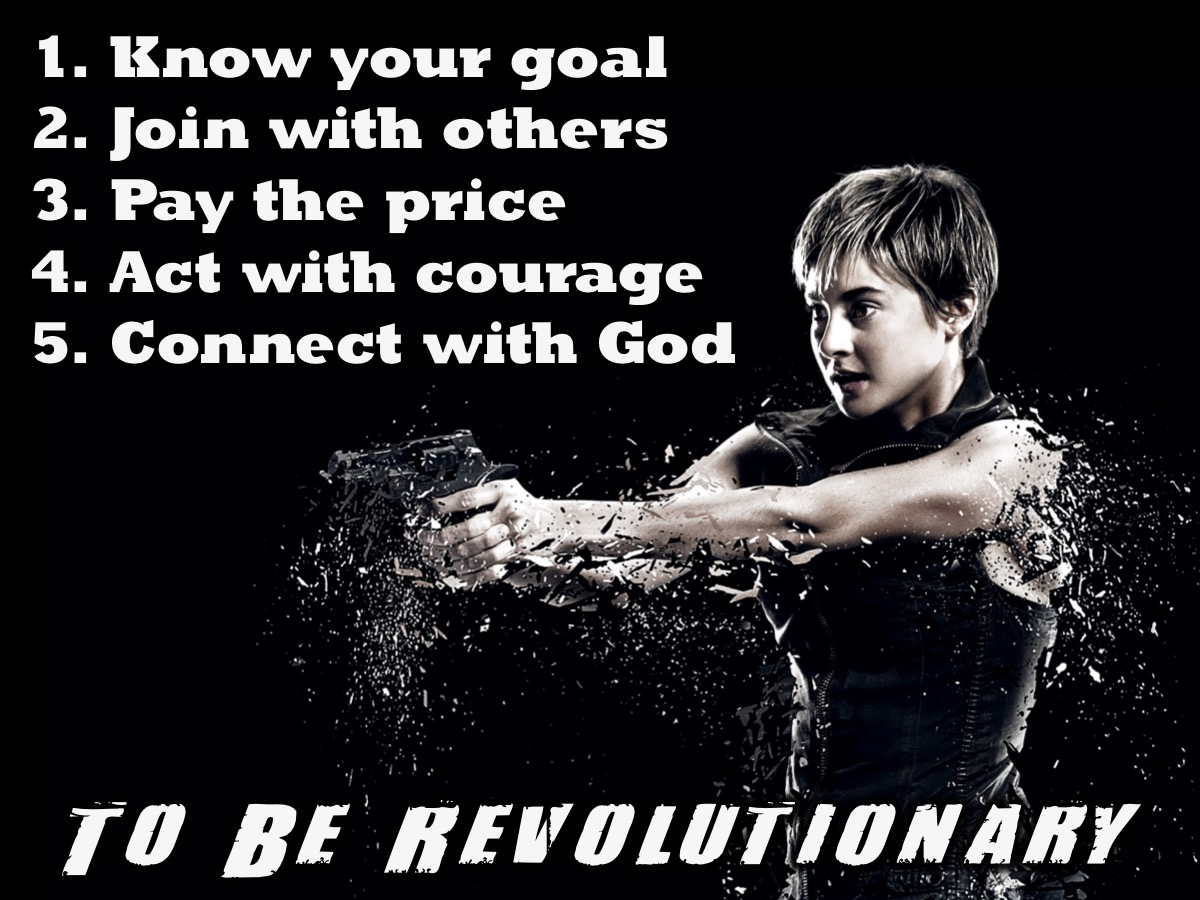 1. Know your goal
2. Join with others
3. Pay the price
4. Act with courage
5. Connect with God
To Be Revolutionary